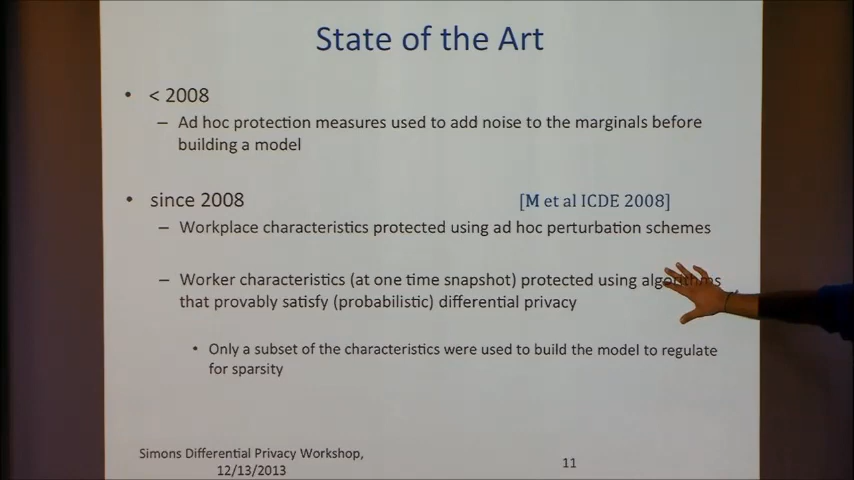 State of the Art
• < 2008
– Ad hoc protection measures used to add noise to the marginals before
building a model
• since 2008 [M et al ICDE 2008]
– Workplace characteristics protected using ad hoc perturbation schemes
– Worker characteristics (at one time snapshot) protected using algorithms
that provably satisfy (probabilistic) differential privacy
• Only a subset of the characteristics were used to build the model to regulate
for sparsity
Simons Differential Privacy Workshop,
12/13/2013
11